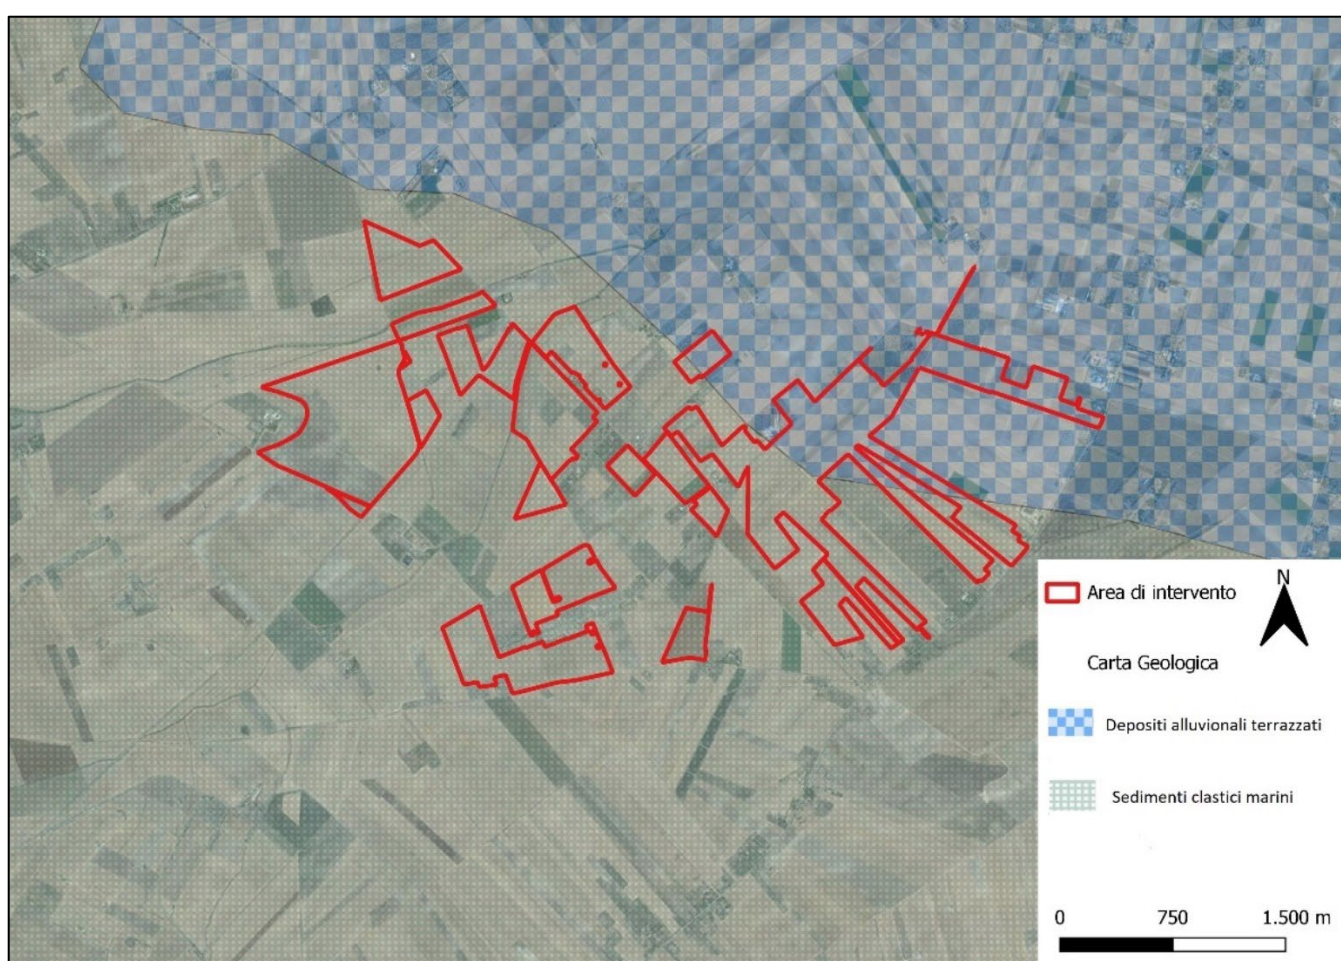 N
Area di intervento
Carta Geologica
Depositi alluvionali terrazzati
Sedimenti clastici marini
0 750 1.500 m